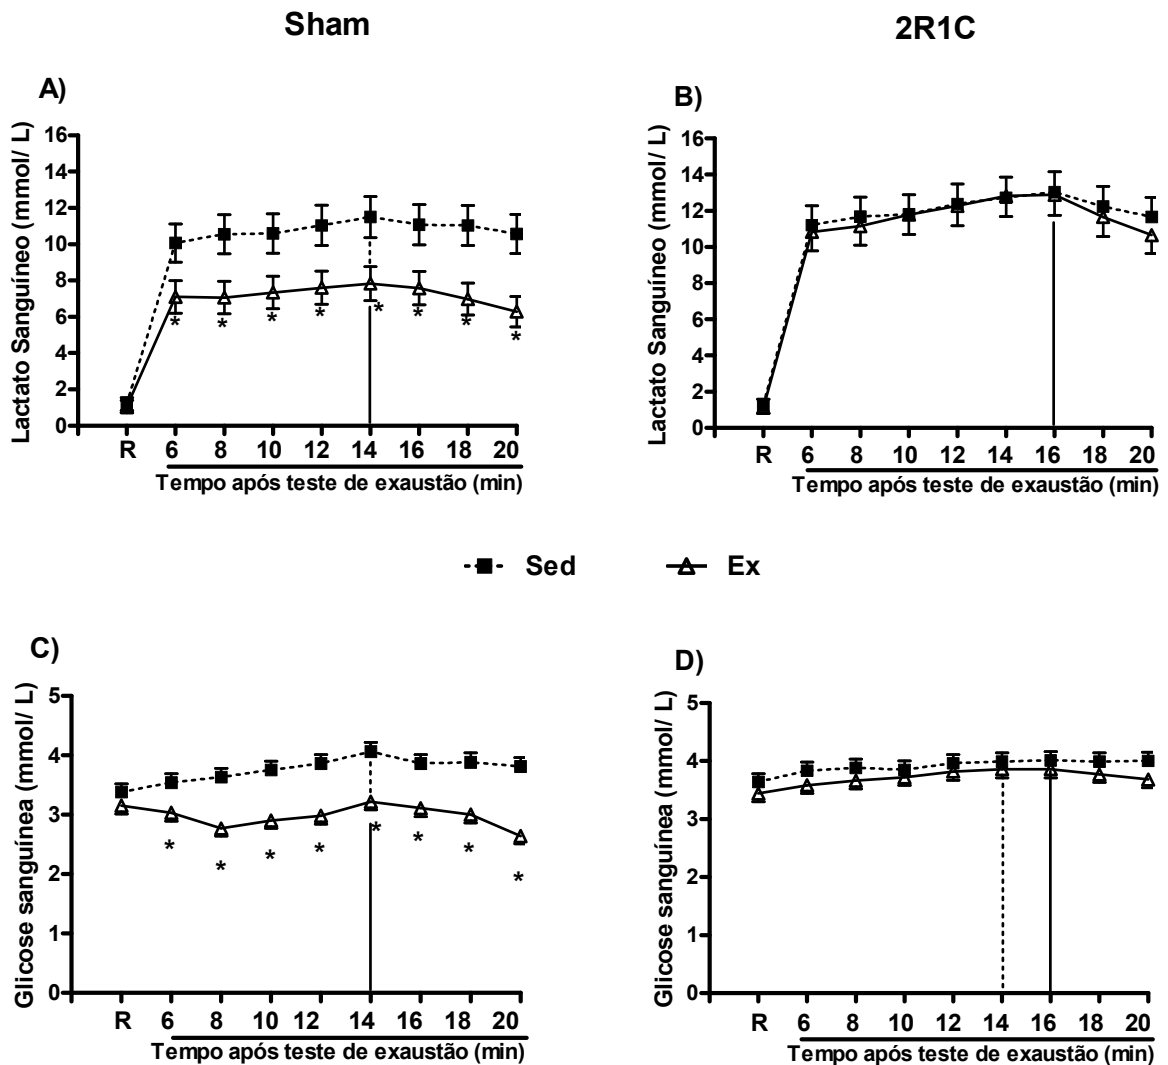 Sham
2R1C
A)
Lactato Sanguíneo (mmol/ L)
16
14
12
10
8
6
4
2
0
* * * * * * * *
R 6 8 10 12 14 16 18 20
Tempo após teste de exaustão (min)
B)
Lactato Sanguíneo (mmol/ L)
16
14
12
10
8
6
4
2
0
R 6 8 10 12 14 16 18 20
Tempo após teste de exaustão (min)
Sed
Ex
C)
Glicose sanguínea (mmol/ L)
5
4
3
2
1
0
* * * * * * * *
R 6 8 10 12 14 16 18 20
Tempo após teste de exaustão (min)
D)
Glicose sanguínea (mmol/ L)
5
4
3
2
1
0
R 6 8 10 12 14 16 18 20
Tempo após teste de exaustão (min)